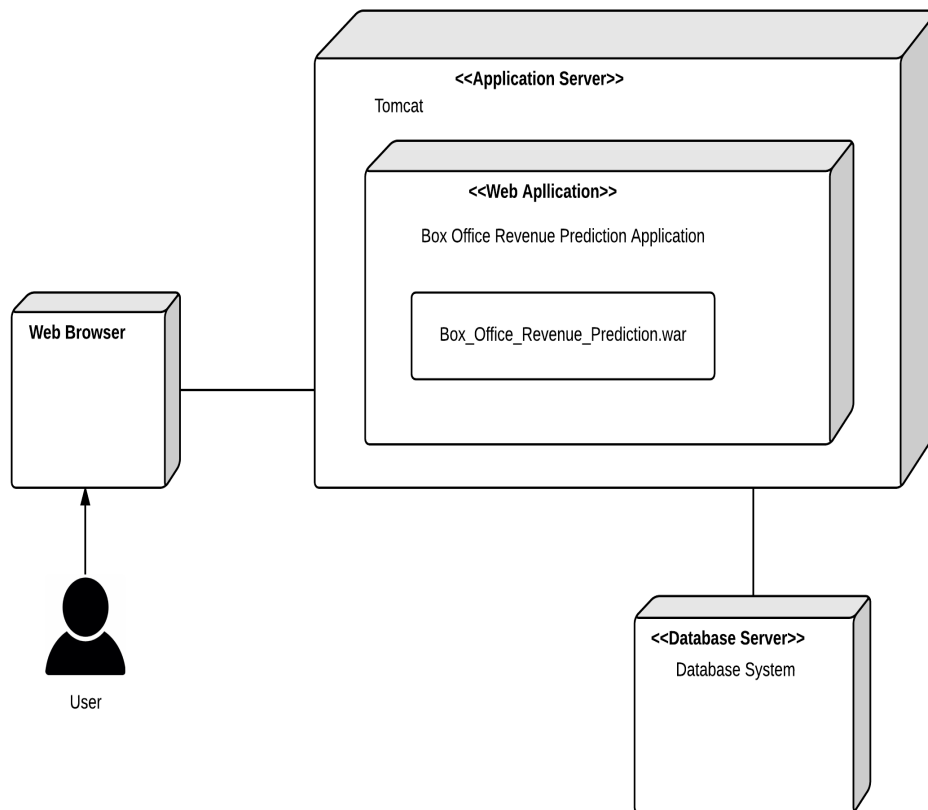 <<Application Server>>
Tomcat
<<Web Apllication>>
Box Office Revenue Prediction Application
Box_Office_Revenue_Prediction.war
Web Browser
User
<<Database Server>>
Database System